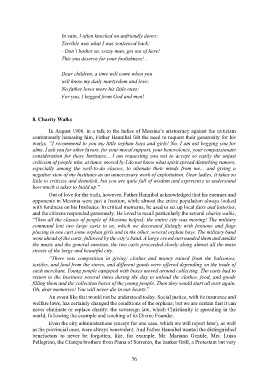 In vain, I often knocked in unfriendly doors:
Terrible was what I was sentenced back:
- Don't bother us, crazy man, get out of here!
This you deserve for your foolishness! -
Dear children, a time will come when you
will know my daily martyrdom and love;
No father loves more his little ones:
For you, I begged from God and men!
8. Charity Walks
In August 1906, in a talk to the ladies of Messina's aristocracy against the criticism
continuously harassing him, Father Hannibal felt the need to request their generosity for his
works. "I recommend to you my little orphan boys and girls! No, I am not begging you for
alms, I ask you for other favors, for your moral support, your benevolence, your compassionate
consideration for these Institutes... I am requesting you not to accept so easily the unjust
criticism of people who, at times, moved by I do not know what spirit spread disturbing rumors,
especially among the well-to-do classes, to alienate their minds from us... and giving a
negative view of my Institutes as an unnecessary work of exploitation. Dear ladies, it takes so
little to criticize and demolish, but you are quite full of wisdom and experience to understand
how much it takes to build up."
Out of love for the truth, however, Father Hannibal acknowledged that his enemies and
opponents in Messina were just a fraction, while almost the entire population always looked
with fondness on his Institutes. In critical moments, he used to set up local fairs and lotteries,
and the citizens responded generously. He loved to recall particularly the several charity walks,
"Then all the classes of people of Messina helped: the entire city was moving! The military
command lent two large carts to us, which we decorated fittingly with festoons and flags
placing in one cart some orphan girls and in the other, several orphan boys. The military band
went ahead of the carts, followed by the city's band. A large crowd surrounded them and amidst
the music and the general emotion, the two carts proceeded slowly along almost all the main
streets of the large and beautiful city.
"There was competition in giving: clothes and money rained from the balconies;
textiles, and food from the stores, and different goods were offered depending on the trade of
each merchant. Young people equipped with boxes moved around collecting. The carts had to
return to the Institutes several times during the day to unload the clothes, food, and goods
filling them and the collection boxes of the young people. Then they would start all over again.
Oh, dear memories! You will never die in our hearts."
An event like that would not be understood today. Social justice, with its insurance and
welfare laws, has certainly changed the conditions of the orphans; but we are certain that it can
never eliminate or replace charity: the sovereign law, which Christianity is spreading in the
world, following the example and teaching of its Divine Founder.
Even the city administrations (except for one case, which we will report later), as well
as the provincial ones, were always benevolent. And Father Hannibal wanted the distinguished
benefactors to never be forgotten, like, for example, Mr. Mariano Gentile, Mrs. Laura
Pellegrino, the Ciampa brothers from Piano of Sorrento, the banker Grill, a Protestant but very
76